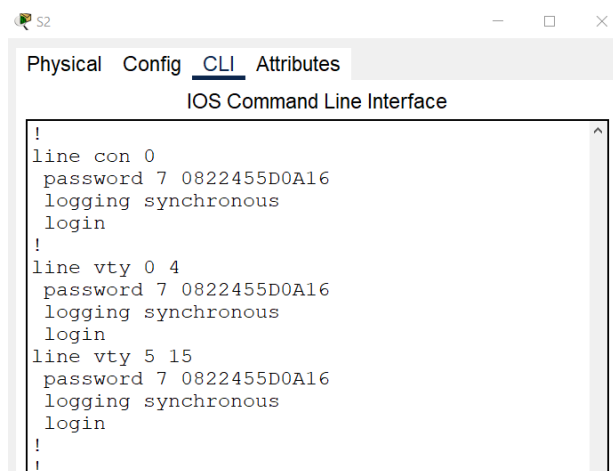 S2
Physical Config CLI Attributes
IOS Command Line Interface
!
line con 0
password 7 0822455D0A16
logging synchronous
login
!
line vty 0 4
password 7 0822455D0A16
logging synchronous
login
line vty 5 15
password 7 0822455D0A16
logging synchronous
login
!
!